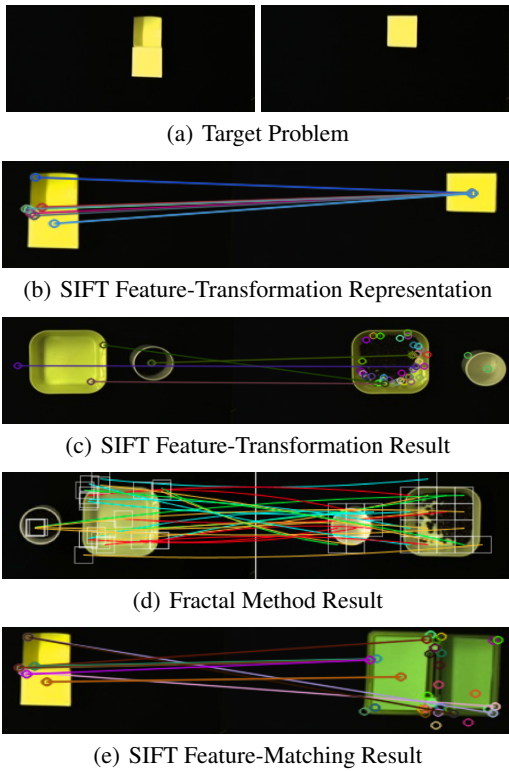 (a) Target Problem
(b) SIFT Feature-Transformation Representation
(c) SIFT Feature-Transformation Result
(d) Fractal Method Result
(e) SIFT Feature-Matching Result